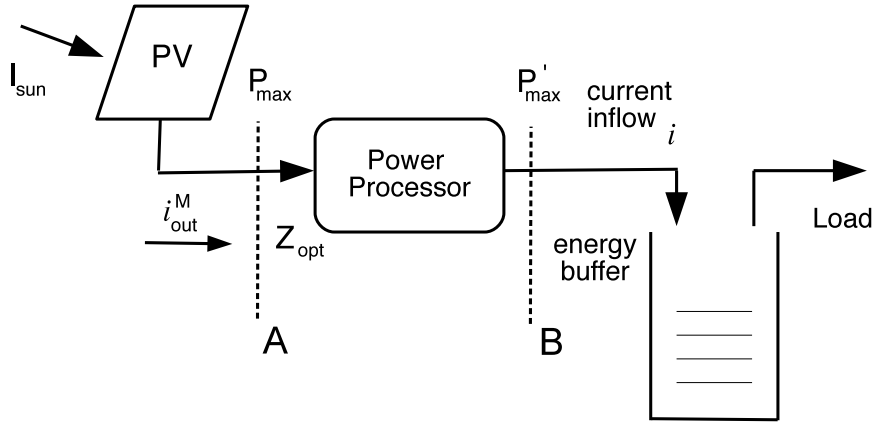 PV
I_sun
P_max
P'_max
current
inflow i
Power
Processor
i^M_out
Z_opt
energy
buffer
Load
A
B